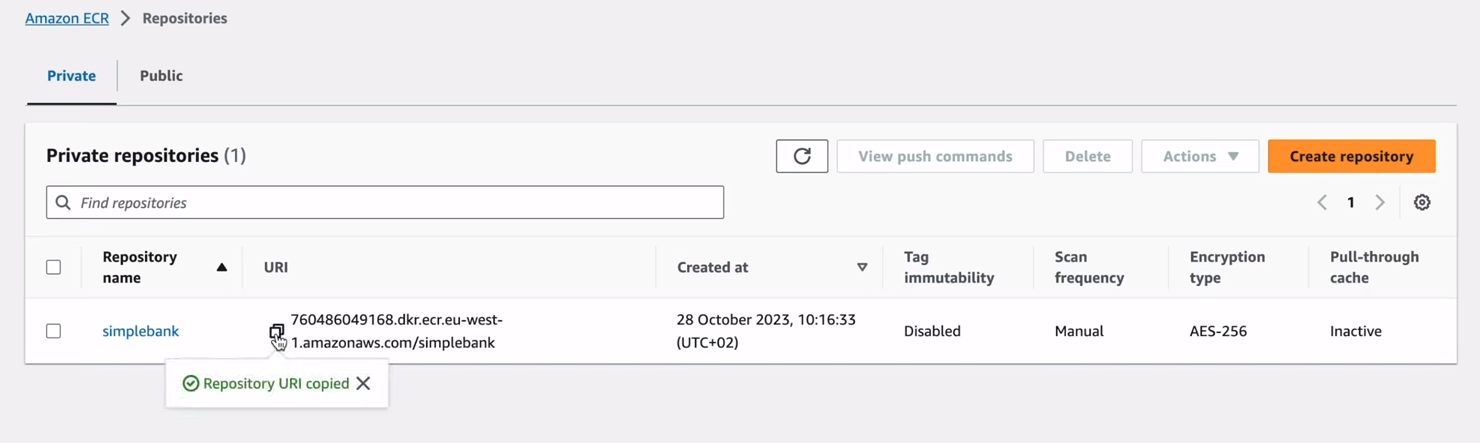 Amazon ECR > Repositories
Private Public
Private repositories (1)
View push commands Delete Actions Create repository
Find repositories
1
Repository name URI Created at Tag immutability Scan frequency Encryption type Pull-through cache
simplebank
760486049168.dkr.ecr.eu-west-
1.amazonaws.com/simplebank
28 October 2023, 10:16:33
(UTC+02)
Disabled Manual AES-256 Inactive
Repository URI copied